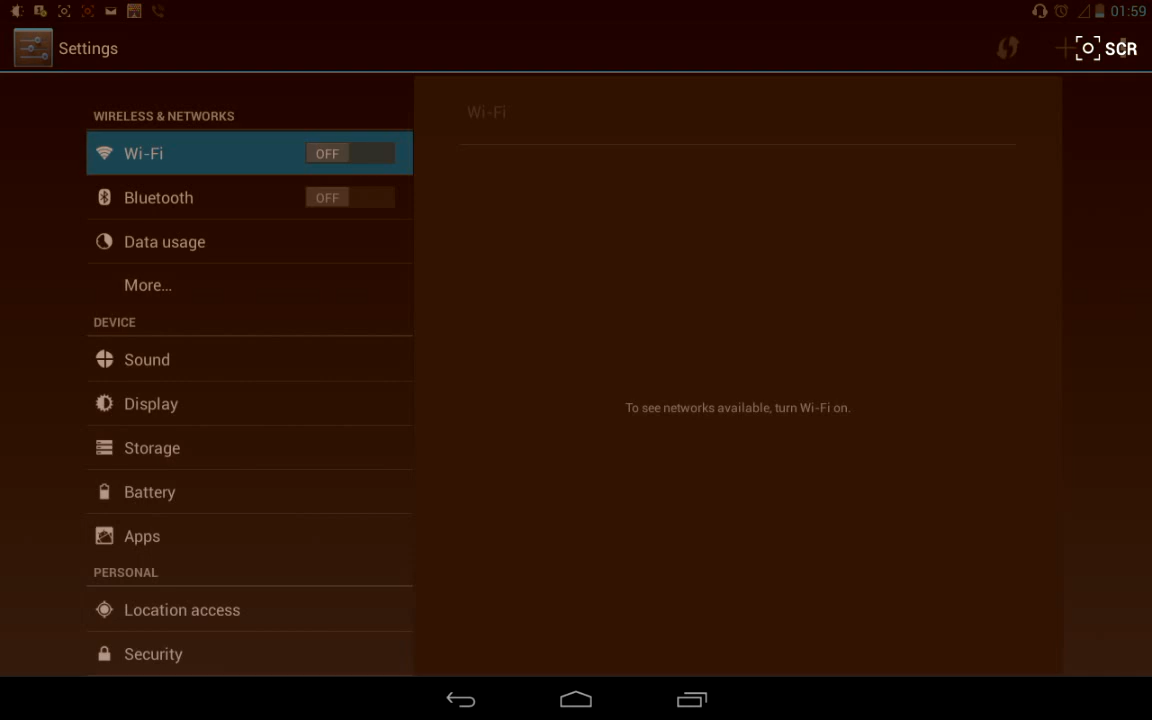 01:59
Settings
SCR
WIRELESS & NETWORKS
Wi-Fi
OFF
Bluetooth
OFF
Data usage
More...
DEVICE
Sound
Display
Storage
Battery
Apps
PERSONAL
Location access
Security
Wi-Fi
To see networks available, turn Wi-Fi on.